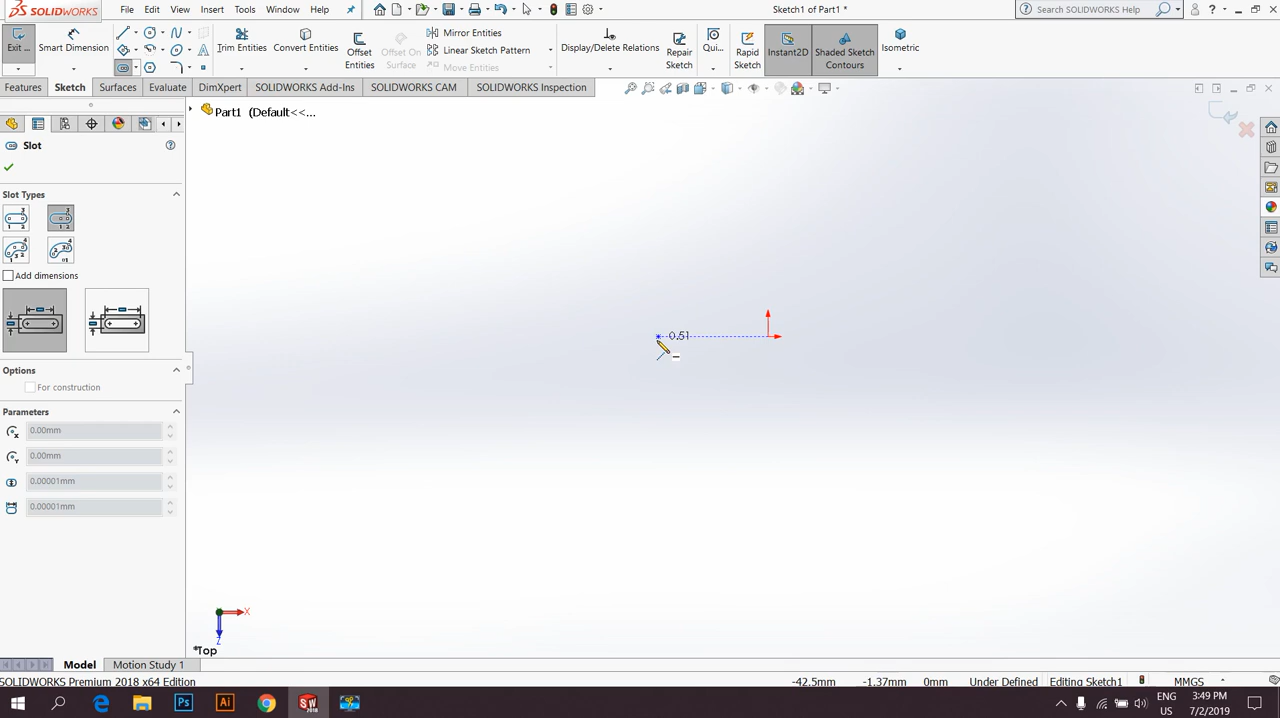 SOLIDWORKS File Edit View Insert Tools Window Help Sketch1 of Part1 * Search SOLIDWORKS Help
Exit ... Smart Dimension Trim Entities Convert Entities Offset Entities Offset On Surface Mirror Entities Linear Sketch Pattern Move Entities Display/Delete Relations Repair Sketch Qui... Rapid Sketch Instant2D Shaded Sketch Contours Isometric
Features Sketch Surfaces Evaluate DimXpert SOLIDWORKS Add-Ins SOLIDWORKS CAM SOLIDWORKS Inspection
Part1 (Default<<...
Slot
Slot Types
Add dimensions
Options
For construction
Parameters
0.00mm
0.00mm
0.00001mm
0.00001mm
0.51
X
Z
*Top
Model Motion Study 1
SOLIDWORKS Premium 2018 x64 Edition -42.5mm -1.37mm 0mm Under Defined Editing Sketch1 MMGS
ENG 3:49 PM
US 7/2/2019